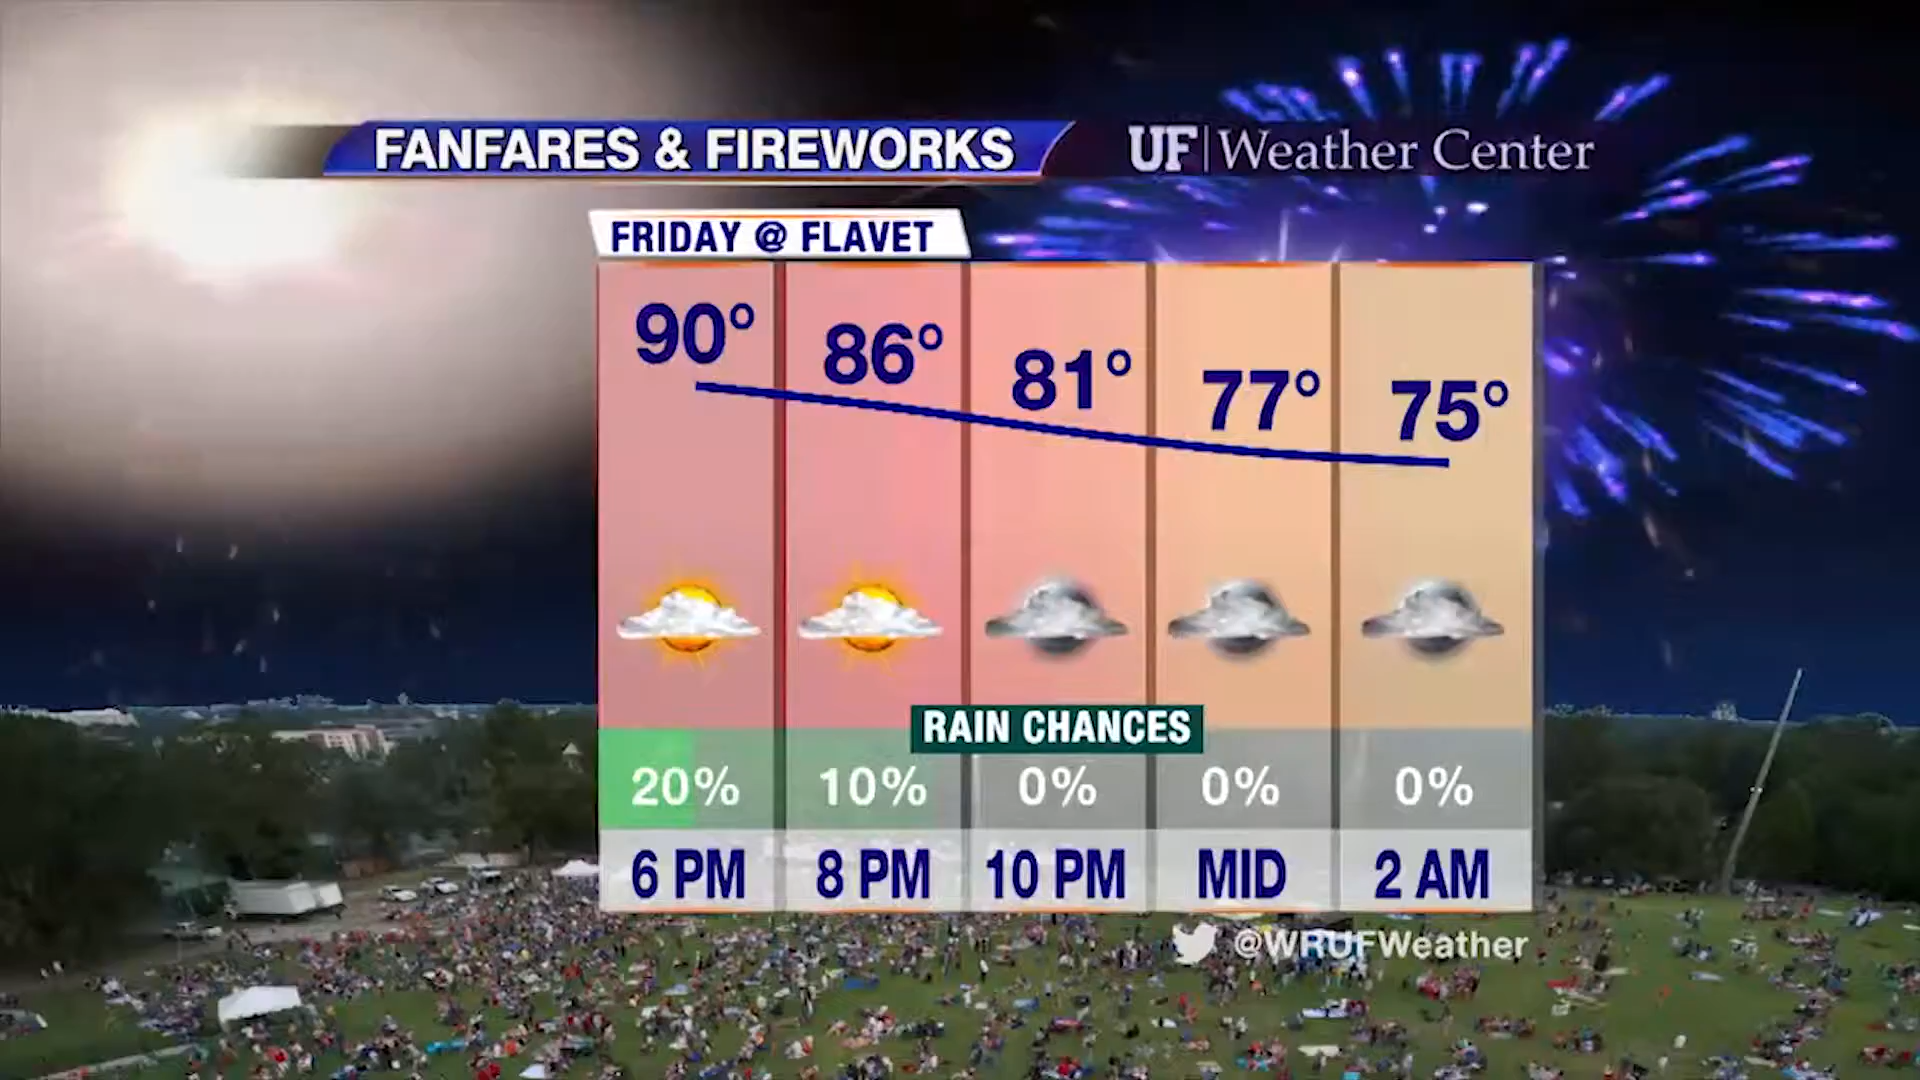 FANFARES & FIREWORKS
UF Weather Center
FRIDAY @ FLAVET
90° 86° 81° 77° 75°
RAIN CHANCES
20% 10% 0% 0% 0%
6 PM 8 PM 10 PM MID 2 AM
@WRUFWeather